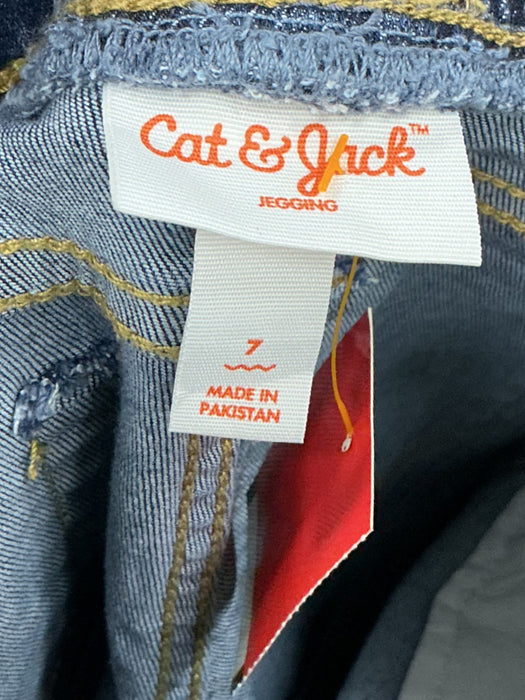 Cat & Jack™
JEGGING
7
MADE IN
PAKISTAN